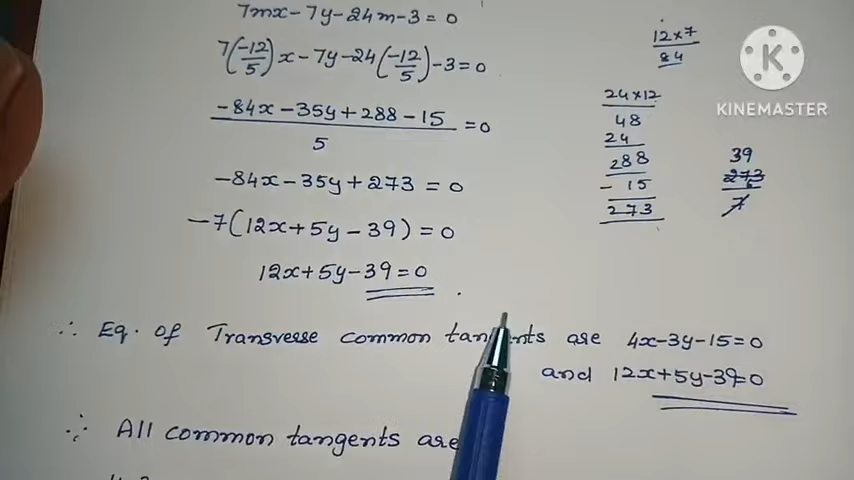 7mx-7y-24m-3=0
7(-12/5)x-7y-24(-12/5)-3=0
-84x-35y+288-15/5=0
-84x-35y+273=0
-7(12x+5y-39)=0
12x+5y-39=0
∴ Eq. of Transverse common tangents are 4x-3y-15=0
and 12x+5y-39=0
∴ All common tangents are
12×7
84
24×12
48
24
288
-15
273
39
273
7
K
KINEMASTER